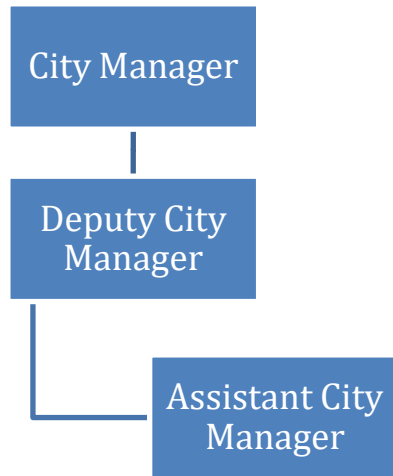 City Manager
Deputy City
Manager
Assistant City
Manager